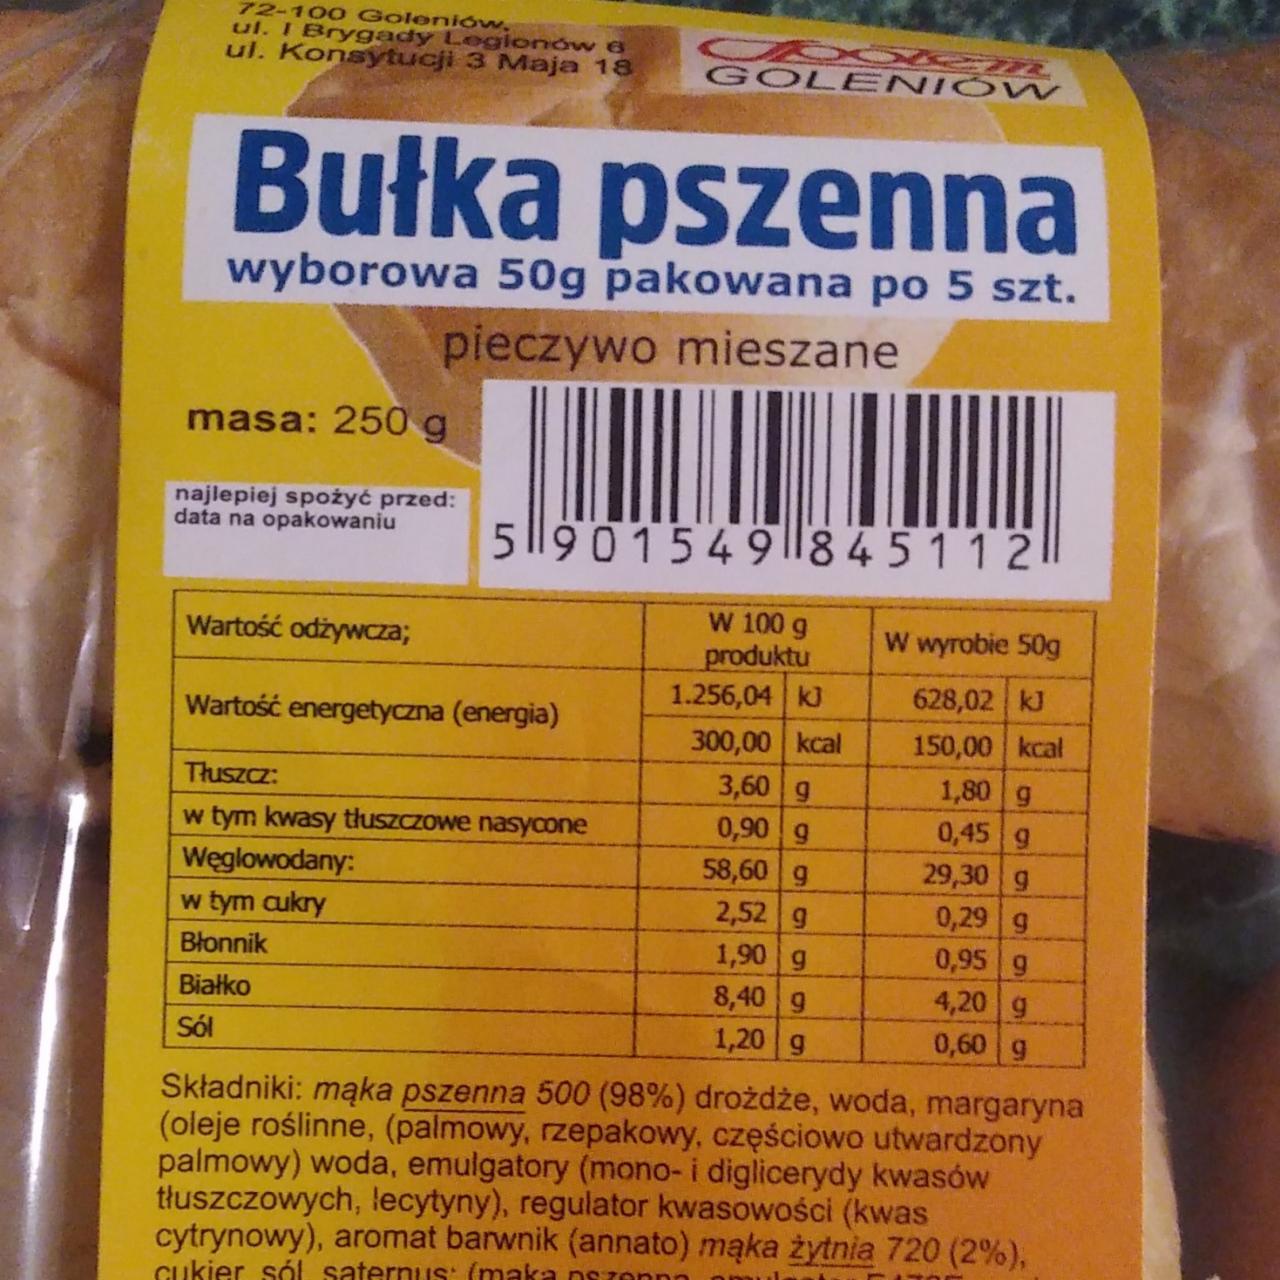 72-100 Goleniów,
ul. I Brygady Legionów 6
ul. Konsytucji 3 Maja 18
Społem
GOLENIÓW
Bułka pszenna
wyborowa 50g pakowana po 5 szt.
pieczywo mieszane
masa: 250 g
najlepiej spożyć przed:
data na opakowaniu
5 901549 845112
Wartość odżywcza; W 100 g produktu W wyrobie 50g
Wartość energetyczna (energia) 1.256,04 kJ 628,02 kJ
300,00 kcal 150,00 kcal
Tłuszcz: 3,60 g 1,80 g
w tym kwasy tłuszczowe nasycone 0,90 g 0,45 g
Węglowodany: 58,60 g 29,30 g
w tym cukry 2,52 g 0,29 g
Błonnik 1,90 g 0,95 g
Białko 8,40 g 4,20 g
Sól 1,20 g 0,60 g
Składniki: mąka pszenna 500 (98%) drożdże, woda, margaryna
(oleje roślinne, (palmowy, rzepakowy, częściowo utwardzony
palmowy) woda, emulgatory (mono- i diglicerydy kwasów
tłuszczowych, lecytyny), regulator kwasowości (kwas
cytrynowy), aromat barwnik (annato) mąka żytnia 720 (2%),
cukier, sól, saternus: (mąka pszenna, emulgator